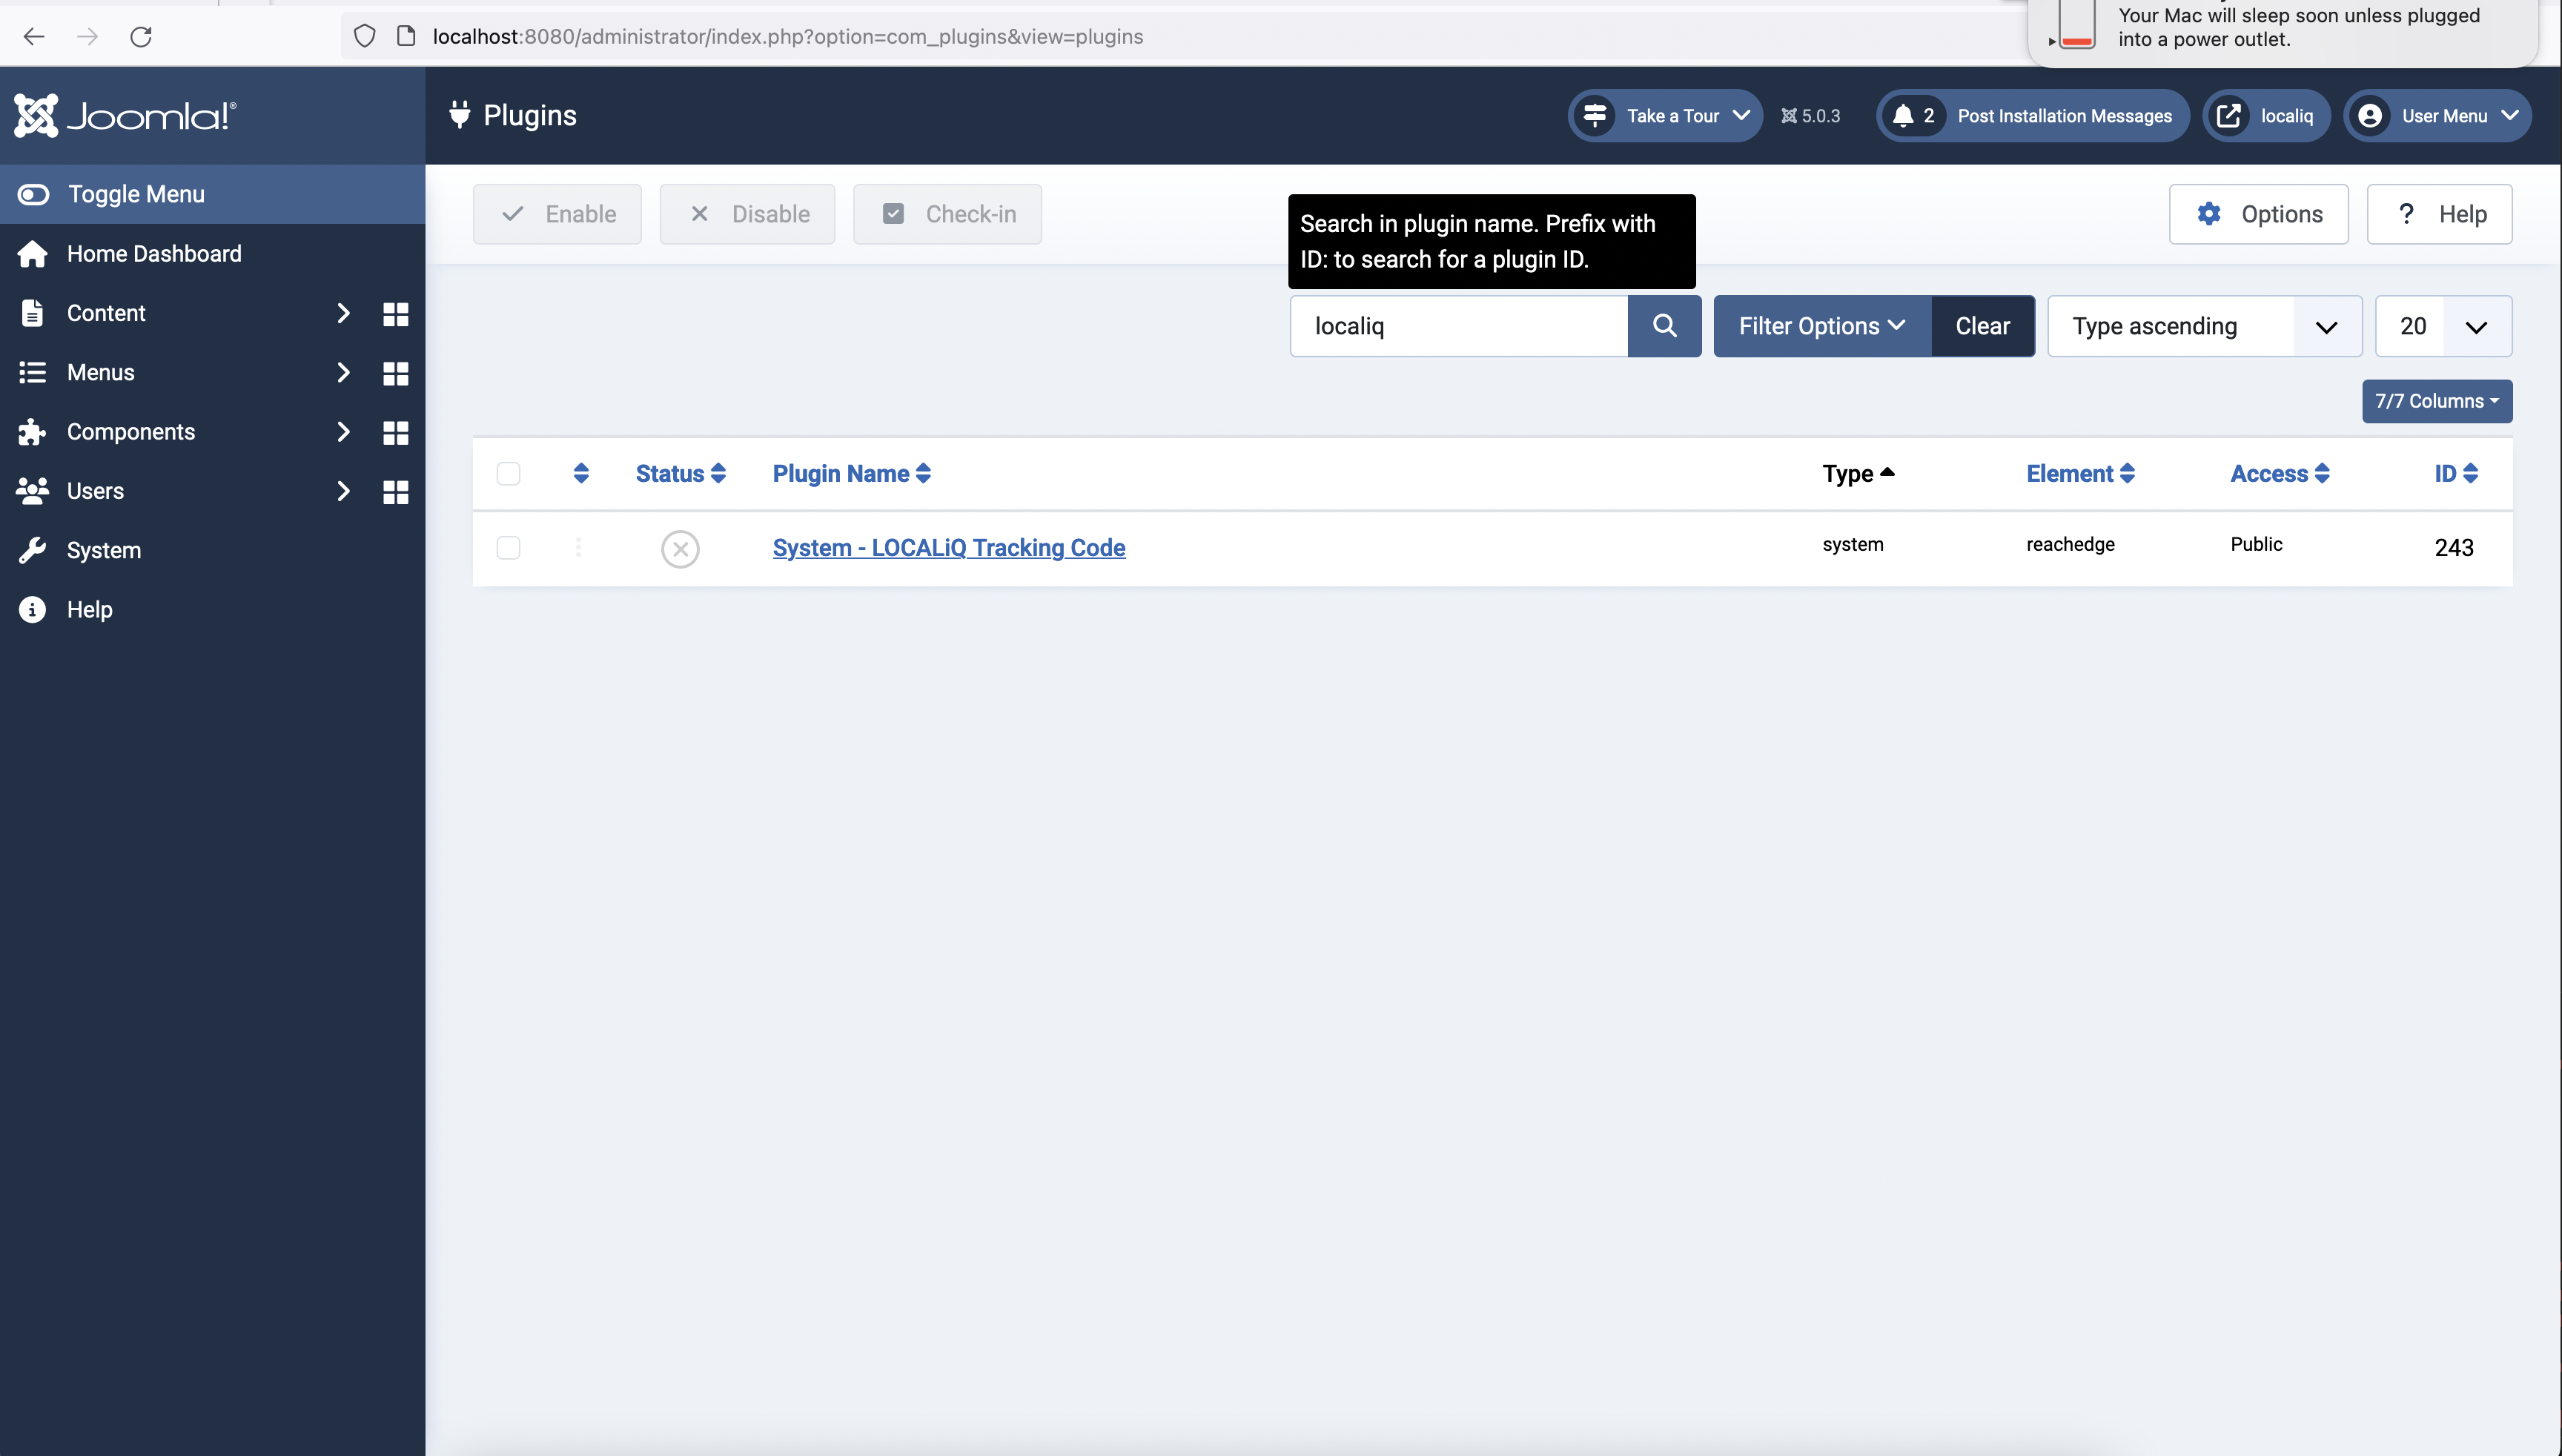 Your Mac will sleep soon unless plugged
into a power outlet.
localhost:8080/administrator/index.php?option=com_plugins&view=plugins
Joomla!®
Plugins
Take a Tour
5.0.3
2 Post Installation Messages
localiq
User Menu
Toggle Menu
Home Dashboard
Content
Menus
Components
Users
System
Help
Enable
Disable
Check-in
Options
? Help
Search in plugin name. Prefix with
ID: to search for a plugin ID.
localiq
Filter Options
Clear
Type ascending
20
7/7 Columns
Status Plugin Name Type Element Access ID
System - LOCALiQ Tracking Code system reachedge Public 243